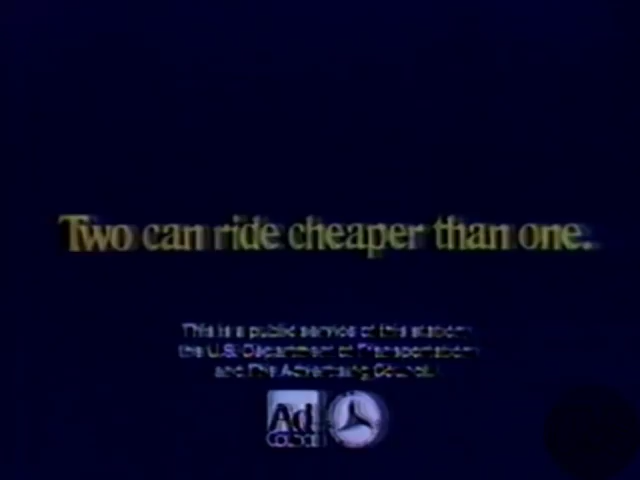 Two can ride cheaper than one.
This is a public service of this station,
the U.S. Department of Transportation
and The Advertising Council.
Ad
COUNCIL